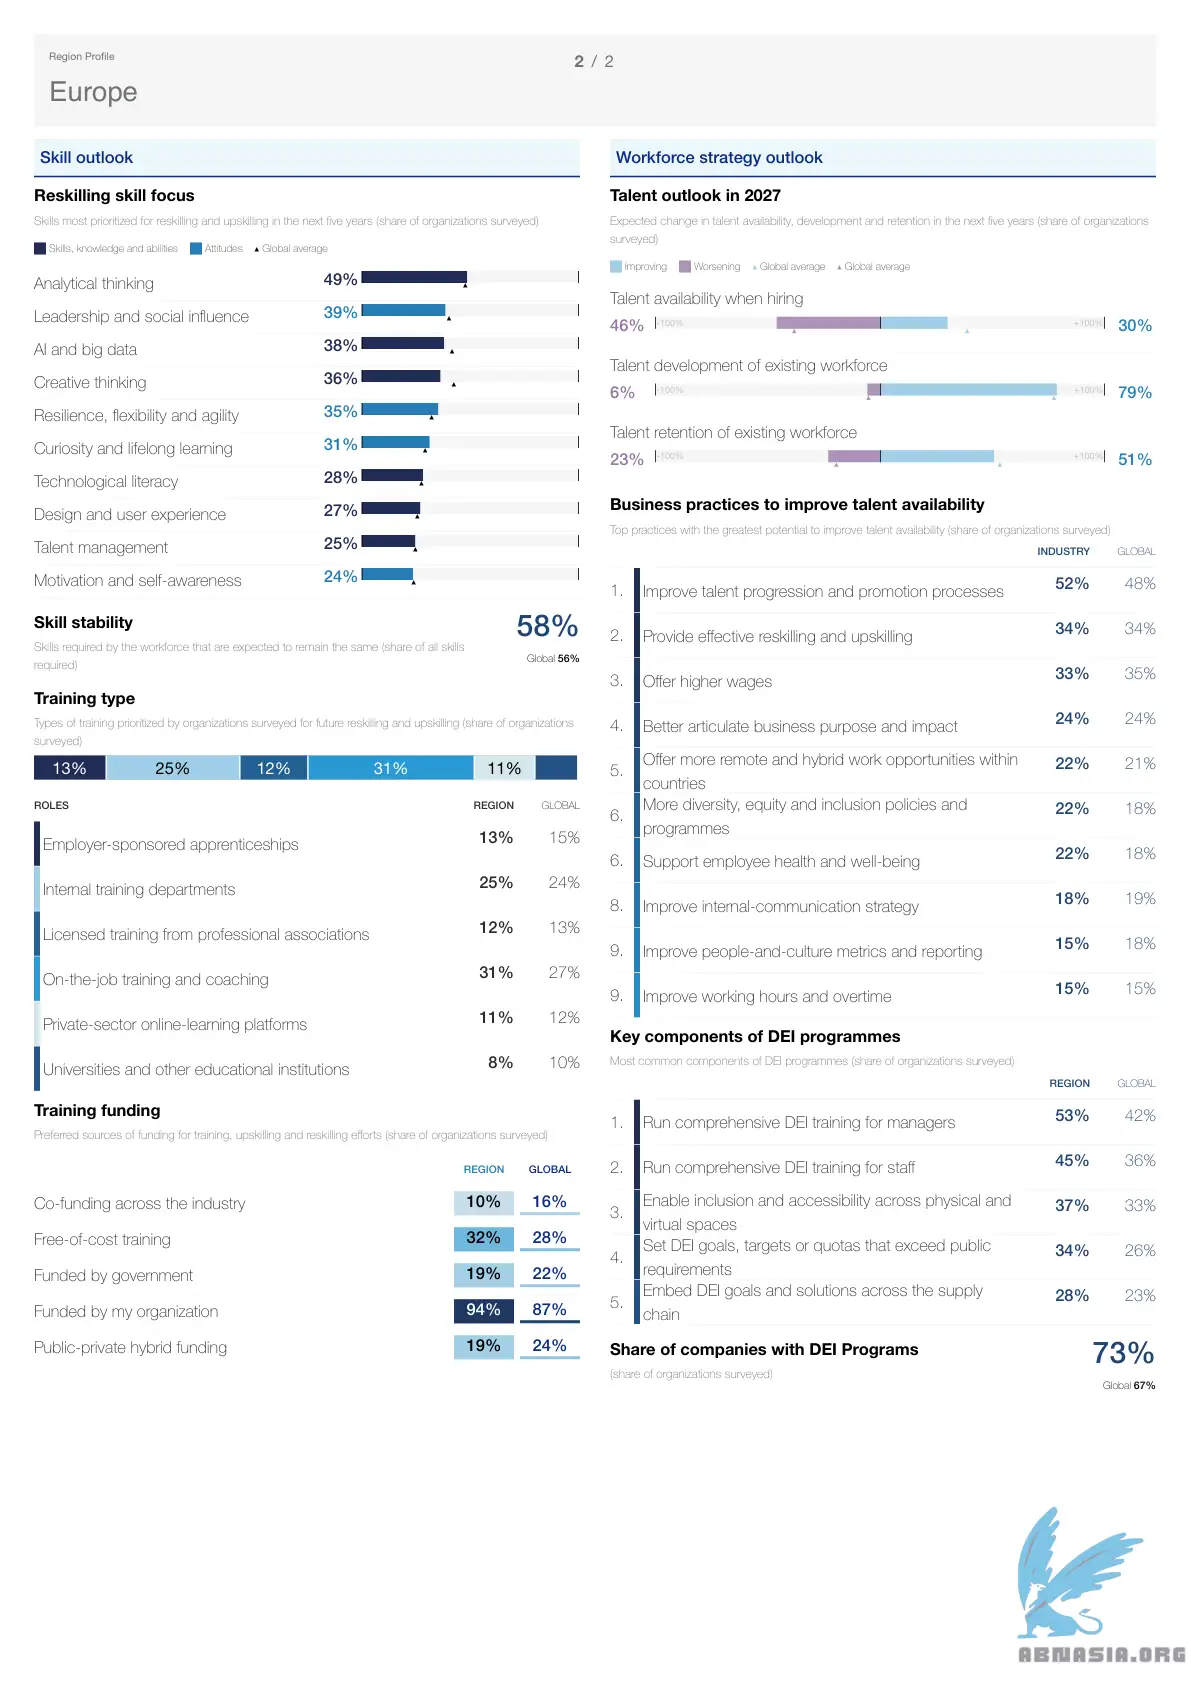 Region Profile
2 / 2
Europe
Skill outlook
Reskilling skill focus
Skills most prioritized for reskilling and upskilling in the next five years (share of organizations surveyed)
Skills, knowledge and abilities Attitudes Global average
Analytical thinking 49%
Leadership and social influence 39%
AI and big data 38%
Creative thinking 36%
Resilience, flexibility and agility 35%
Curiosity and lifelong learning 31%
Technological literacy 28%
Design and user experience 27%
Talent management 25%
Motivation and self-awareness 24%
Skill stability 58%
Skills required by the workforce that are expected to remain the same (share of all skills
required)
Global 56%
Training type
Types of training prioritized by organizations surveyed for future reskilling and upskilling (share of organizations
surveyed)
13% 25% 12% 31% 11%
ROLES REGION GLOBAL
Employer-sponsored apprenticeships 13% 15%
Internal training departments 25% 24%
Licensed training from professional associations 12% 13%
On-the-job training and coaching 31% 27%
Private-sector online-learning platforms 11% 12%
Universities and other educational institutions 8% 10%
Training funding
Preferred sources of funding for training, upskilling and reskilling efforts (share of organizations surveyed)
REGION GLOBAL
Co-funding across the industry 10% 16%
Free-of-cost training 32% 28%
Funded by government 19% 22%
Funded by my organization 94% 87%
Public-private hybrid funding 19% 24%
Workforce strategy outlook
Talent outlook in 2027
Expected change in talent availability, development and retention in the next five years (share of organizations
surveyed)
Improving Worsening Global average Global average
Talent availability when hiring
46% -100% +100% 30%
Talent development of existing workforce
6% -100% +100% 79%
Talent retention of existing workforce
23% -100% +100% 51%
Business practices to improve talent availability
Top practices with the greatest potential to improve talent availability (share of organizations surveyed)
INDUSTRY GLOBAL
1. Improve talent progression and promotion processes 52% 48%
2. Provide effective reskilling and upskilling 34% 34%
3. Offer higher wages 33% 35%
4. Better articulate business purpose and impact 24% 24%
5. Offer more remote and hybrid work opportunities within
countries 22% 21%
6. More diversity, equity and inclusion policies and
programmes 22% 18%
6. Support employee health and well-being 22% 18%
8. Improve internal-communication strategy 18% 19%
9. Improve people-and-culture metrics and reporting 15% 18%
9. Improve working hours and overtime 15% 15%
Key components of DEI programmes
Most common components of DEI programmes (share of organizations surveyed)
REGION GLOBAL
1. Run comprehensive DEI training for managers 53% 42%
2. Run comprehensive DEI training for staff 45% 36%
3. Enable inclusion and accessibility across physical and
virtual spaces 37% 33%
4. Set DEI goals, targets or quotas that exceed public
requirements 34% 26%
5. Embed DEI goals and solutions across the supply
chain 28% 23%
Share of companies with DEI Programs 73%
(share of organizations surveyed)
Global 67%
ABNASIA.ORG